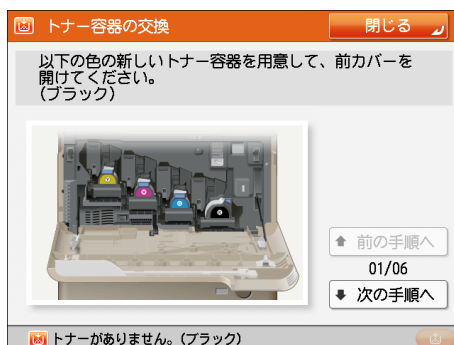 トナー容器の交換
閉じる
以下の色の新しいトナー容器を用意して、前カバーを
開けてください。
(ブラック)
前の手順へ
01/06
次の手順へ
トナーがありません。(ブラック)